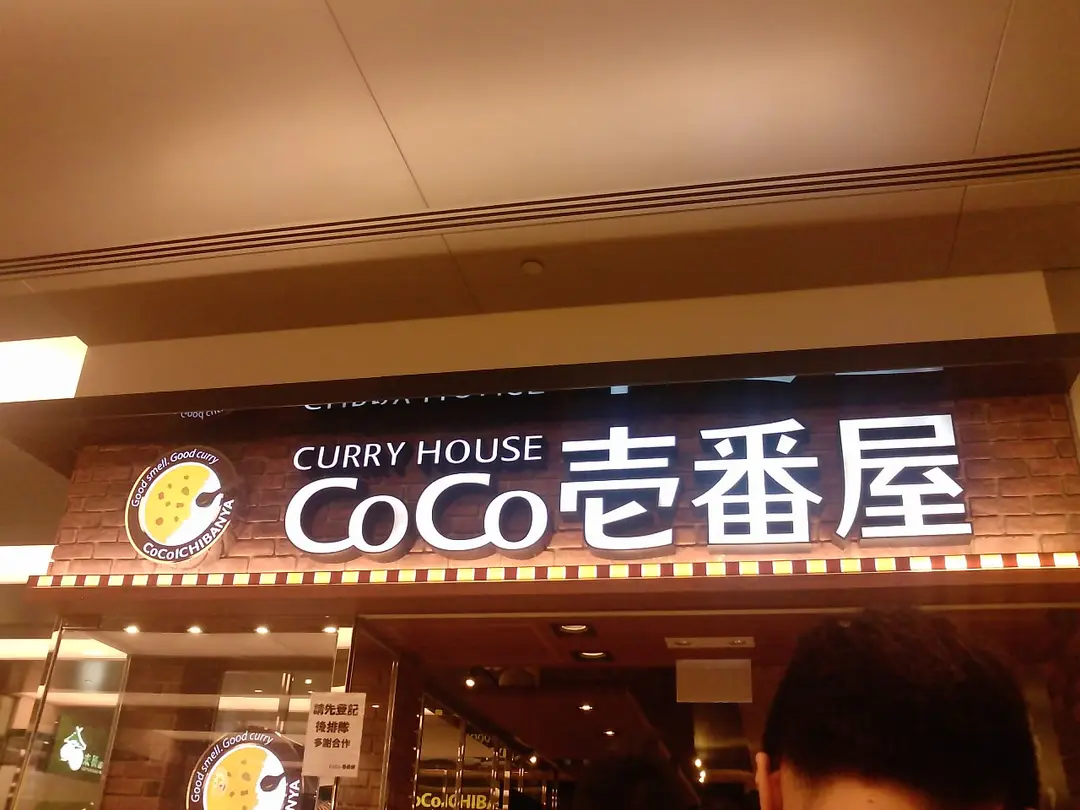 Good smell. Good curry
CoCoICHIBANYA
CURRY HOUSE
CoCo壱番屋
請先登記
後排隊
多謝合作
Good smell. Good curry